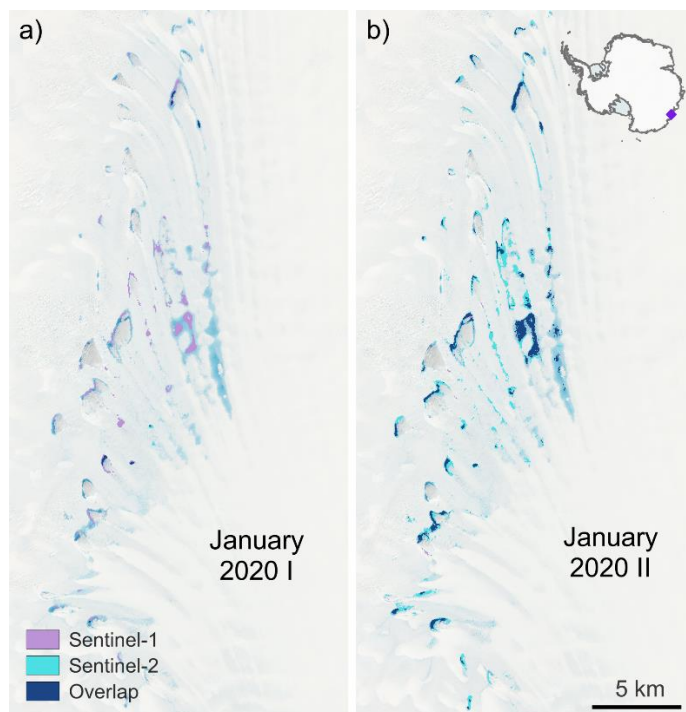 a)
January
2020 I
Sentinel-1
Sentinel-2
Overlap
b)
January
2020 II
5 km